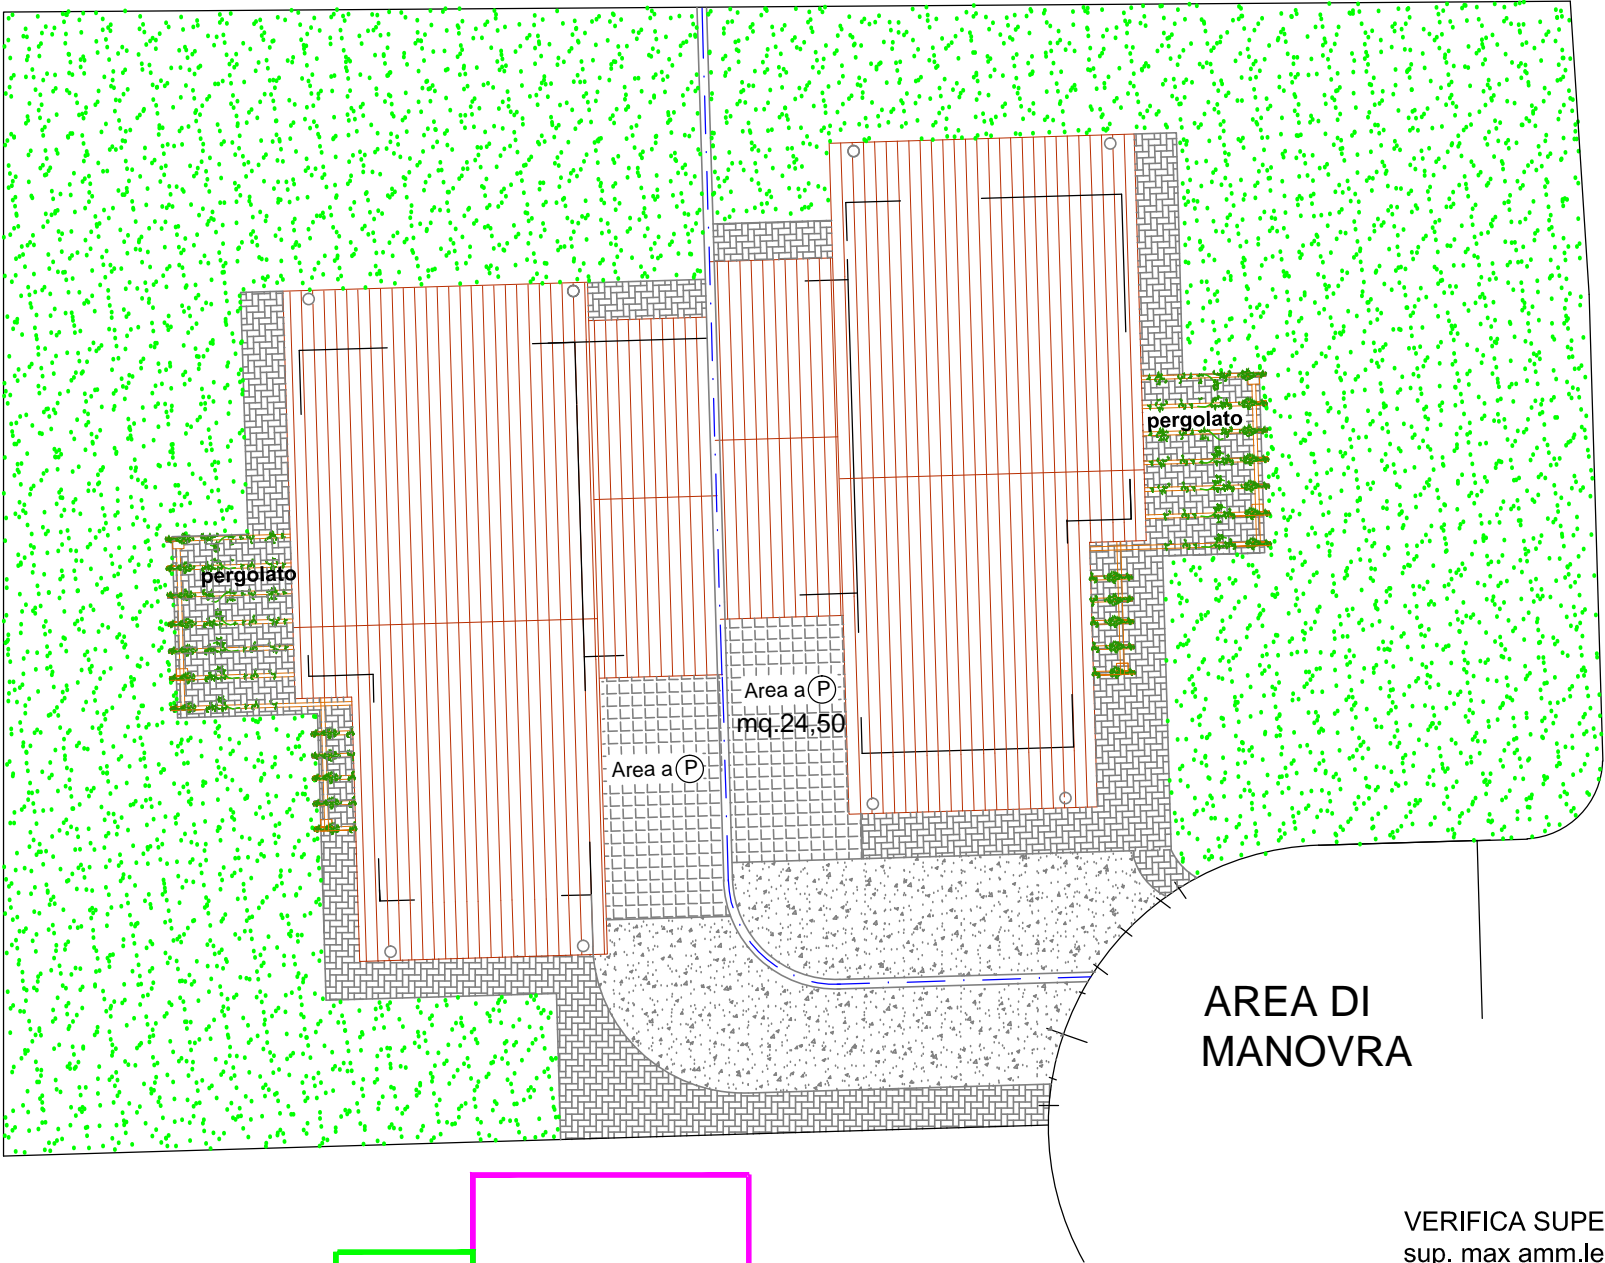 pergolato
pergolato
Area a P
mq.24,50
Area a P
AREA DI
MANOVRA
VERIFICA SUPE
sup. max amm.le